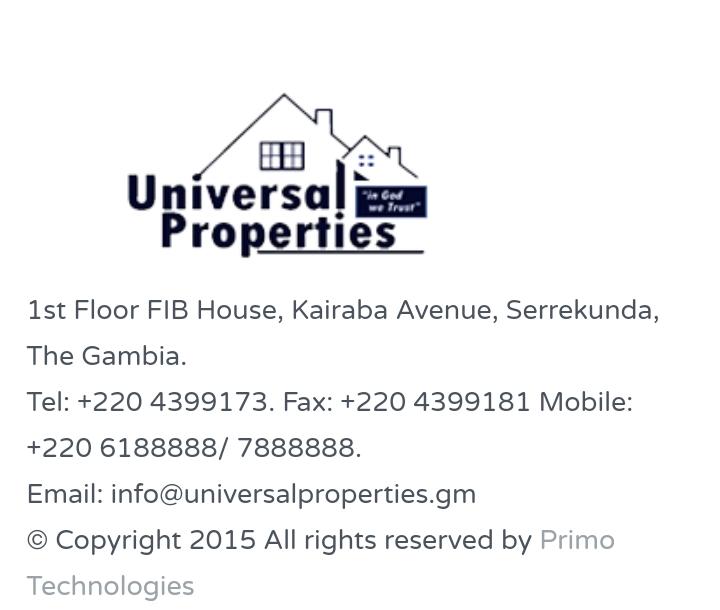 Universal
"in God
we Trust"
Properties
1st Floor FIB House, Kairaba Avenue, Serrekunda,
The Gambia.
Tel: +220 4399173. Fax: +220 4399181 Mobile:
+220 6188888/ 7888888.
Email: info@universalproperties.gm
© Copyright 2015 All rights reserved by Primo
Technologies